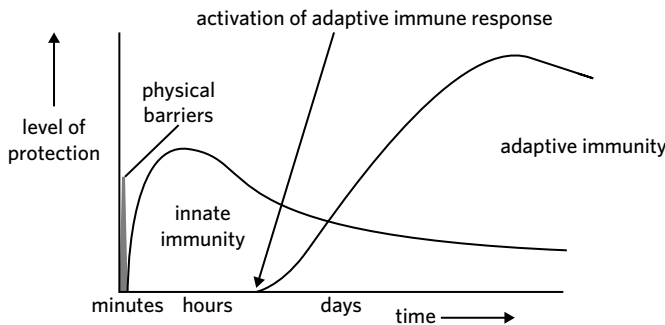 activation of adaptive immune response
physical
barriers
level of
protection
adaptive immunity
innate
immunity
minutes
hours
days
time